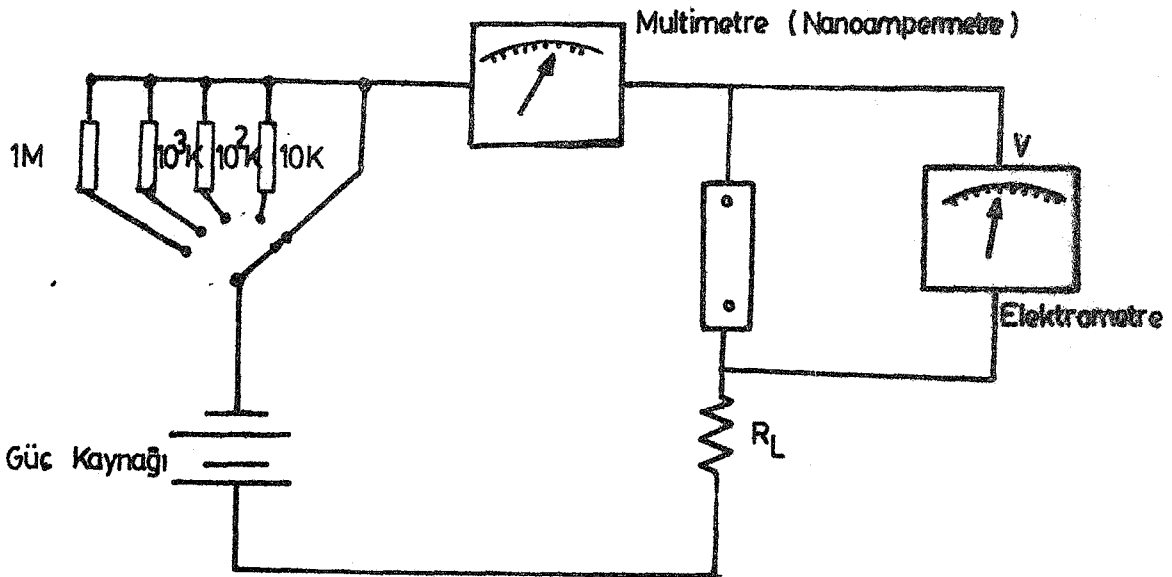 Multimetre (Nanoampermetre)
1M 10³K 10²K 10K
V
Elektrometre
R_L
Güç Kaynağı